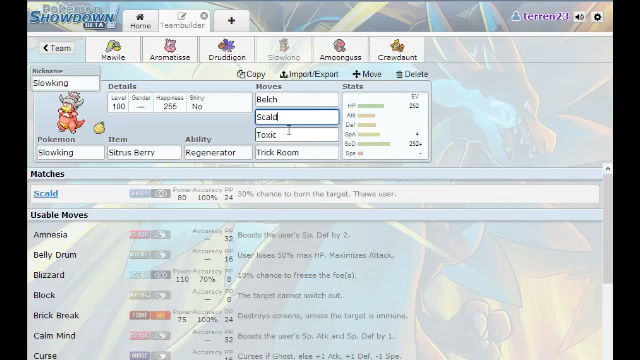 Pokémon
SHOWDOWN
BETA
Home
Teambuilder
terren23
Team
Mawile
Aromatisse
Druddigon
Slowking
Amoonguss
Crawdaunt
Copy
Import/Export
Move
Delete
Nickname
Slowking
Details
Level
100
Gender
—
Happiness
255
Shiny
No
Pokemon
Slowking
Item
Sitrus Berry
Ability
Regenerator
Moves
Belch
Scald
Toxic
Trick Room
Stats
EV
HP 252
Atk
Def
SpA 4
SpD 252+
Spe –
Matches
Scald Power 80 Accuracy 100% PP 24 30% chance to burn the target. Thaws user.
Usable Moves
Amnesia Accuracy — PP 32 Boosts the user's Sp. Def by 2.
Belly Drum Accuracy — PP 16 User loses 50% max HP. Maximizes Attack.
Blizzard Power 110 Accuracy 70% PP 8 10% chance to freeze the foe(s).
Block Accuracy — PP 8 The target cannot switch out.
Brick Break FIGHT Power 75 Accuracy 100% PP 24 Destroys screens, unless the target is immune.
Calm Mind Accuracy — PP 32 Boosts the user's Sp. Atk and Sp. Def by 1.
Curse GHOST Accuracy PP Curses if Ghost, else +1 Atk, +1 Def, -1 Spe.